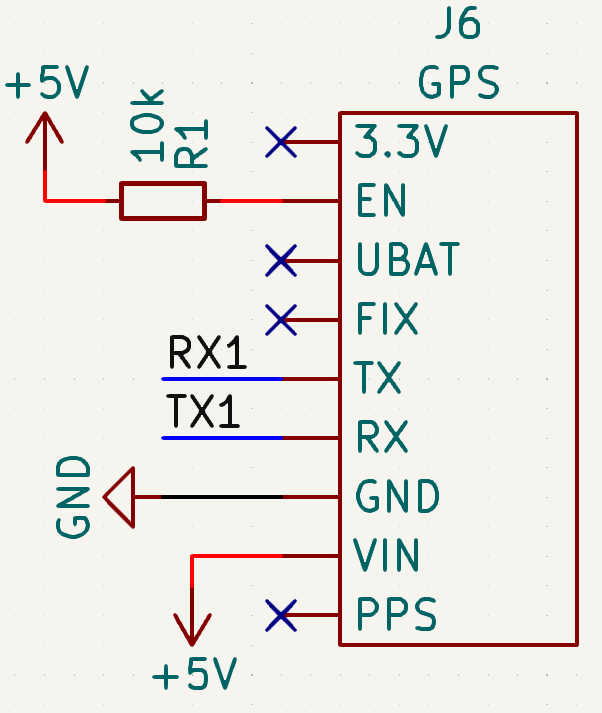 J6
GPS
+5V
10k
R1
3.3V
EN
UBAT
FIX
RX1
TX
TX1
RX
GND
GND
VIN
PPS
+5V